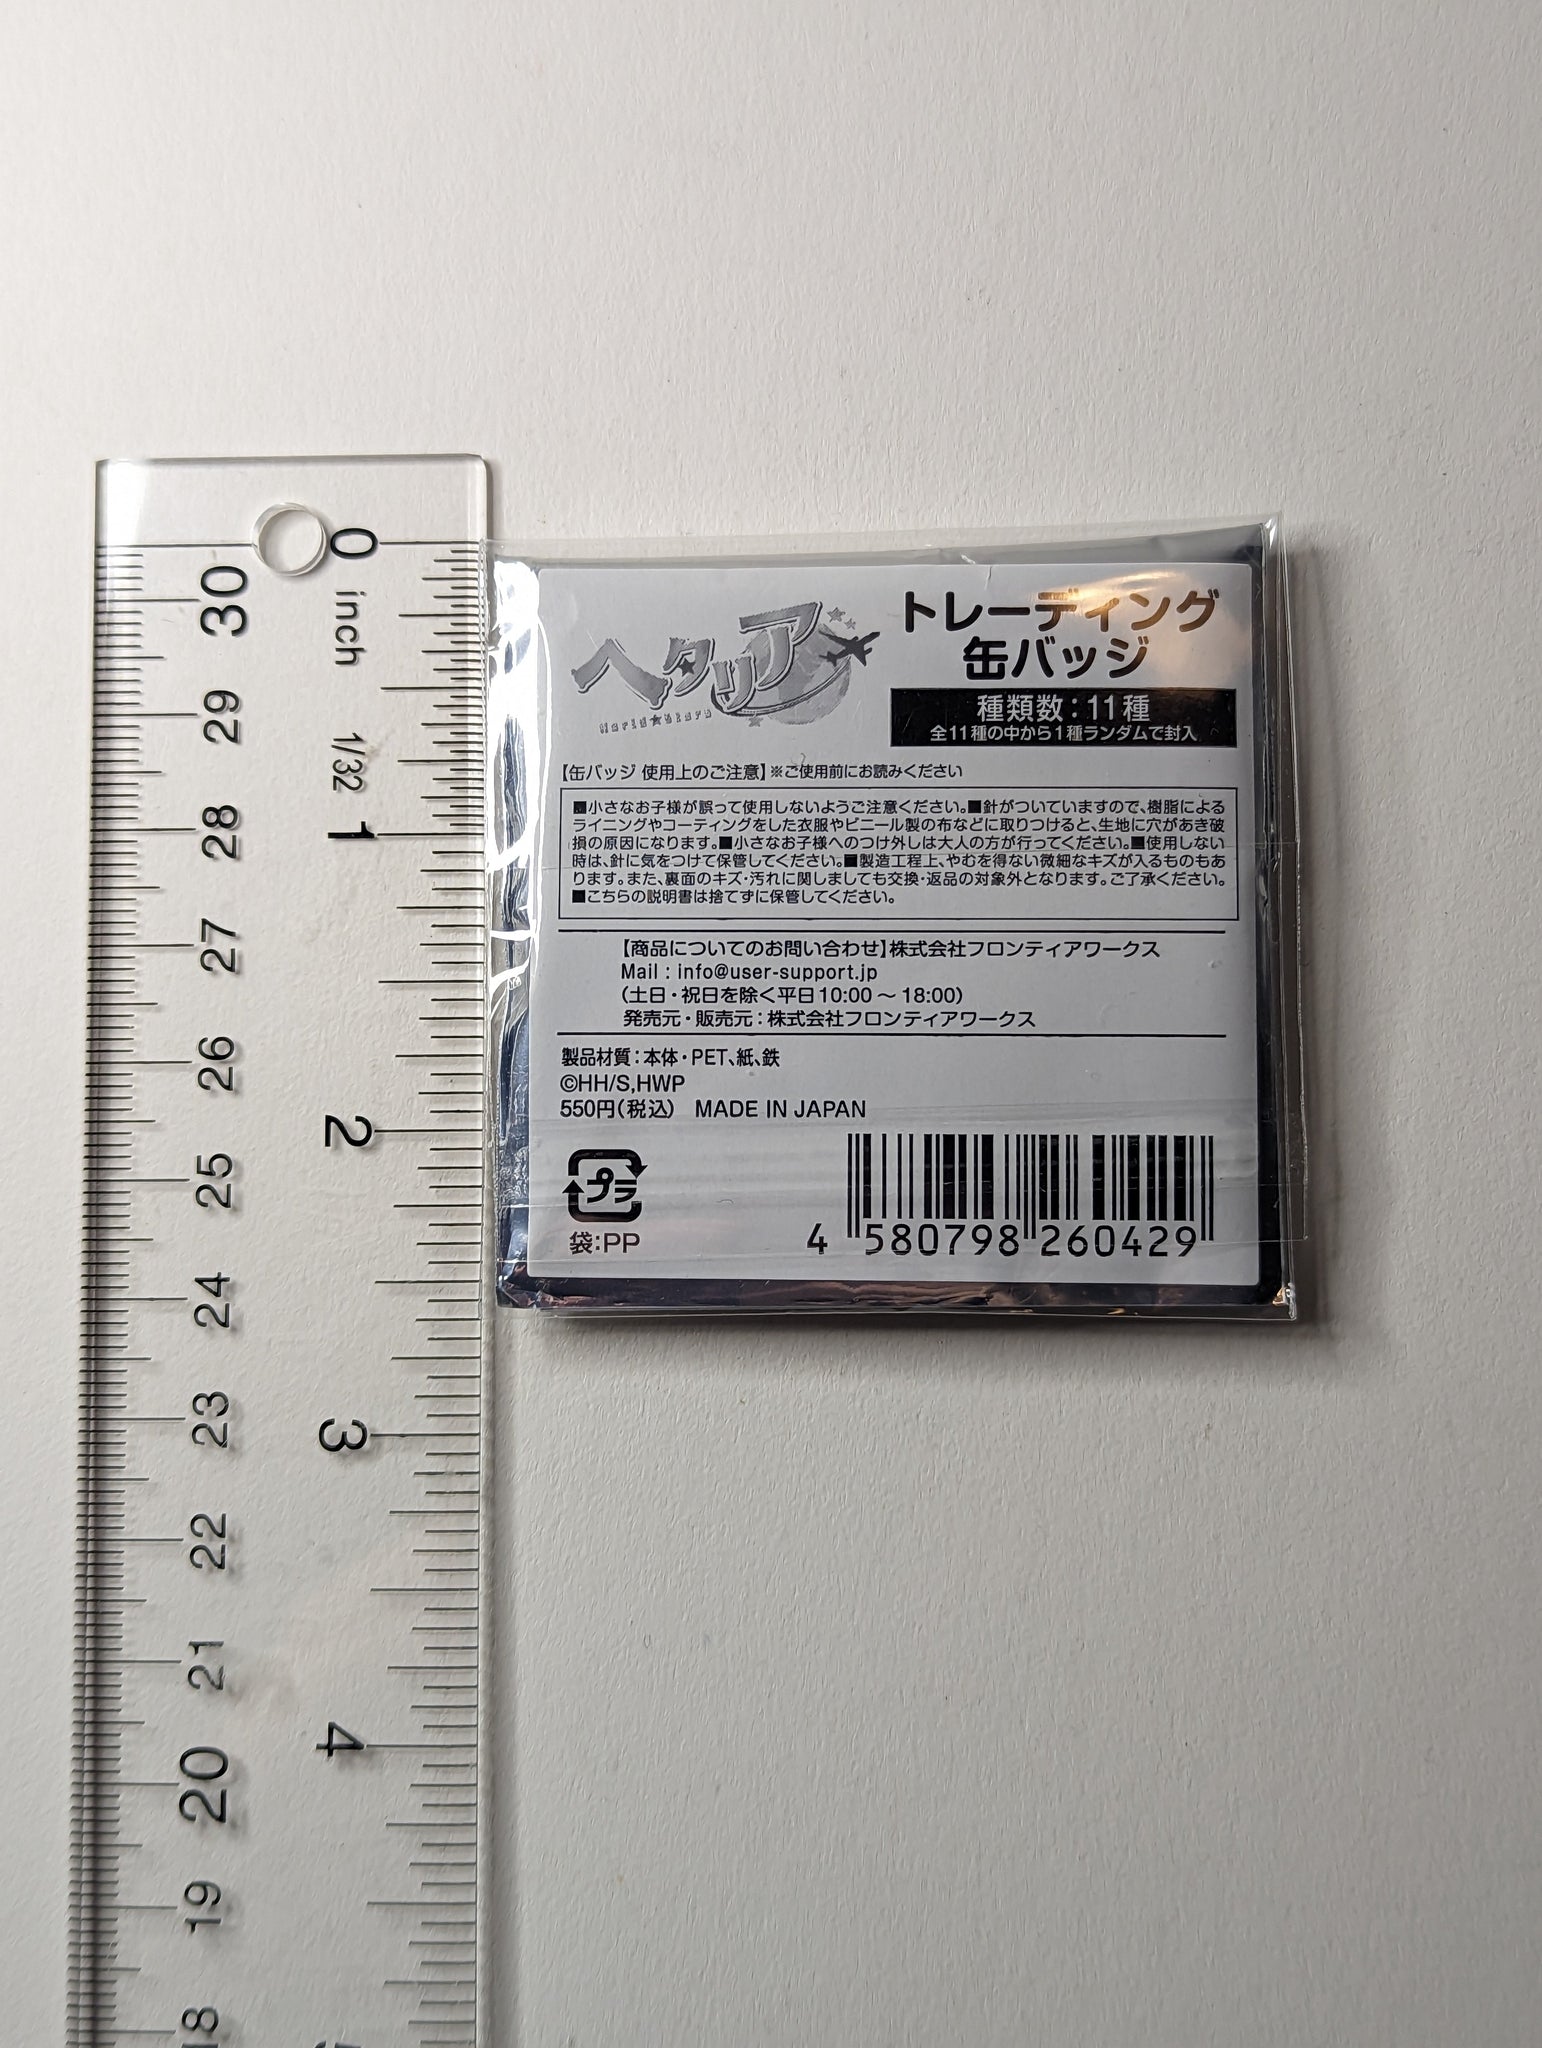 0 inch 1/32 1 2 3 4
30 29 28 27 26 25 24 23 22 21 20 19 18
ヘタリア
World★Stars
トレーディング
缶バッジ
種類数：11種
全11種の中から1種ランダムで封入
【缶バッジ 使用上のご注意】※ご使用前にお読みください
■小さなお子様が誤って使用しないようご注意ください。■針がついていますので、樹脂による
ライニングやコーティングをした衣服やビニール製の布などに取りつけると、生地に穴があき破
損の原因になります。■小さなお子様へのつけ外しは大人の方が行ってください。■使用しない
時は、針に気をつけて保管してください。■製造工程上、やむを得ない微細なキズが入るものもあ
ります。また、裏面のキズ・汚れに関しましても交換・返品の対象外となります。ご了承ください。
■こちらの説明書は捨てずに保管してください。
【商品についてのお問い合わせ】株式会社フロンティアワークス
Mail : info@user-support.jp
（土日・祝日を除く平日10:00～18:00）
発売元・販売元：株式会社フロンティアワークス
製品材質：本体・PET、紙、鉄
©HH/S,HWP
550円（税込） MADE IN JAPAN
プラ
袋：PP
4 580798 260429